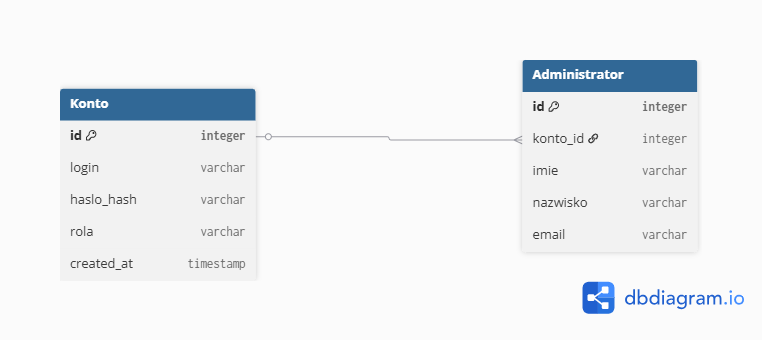 Konto
id integer
login varchar
haslo_hash varchar
rola varchar
created_at timestamp
Administrator
id integer
konto_id integer
imie varchar
nazwisko varchar
email varchar
dbdiagram.io